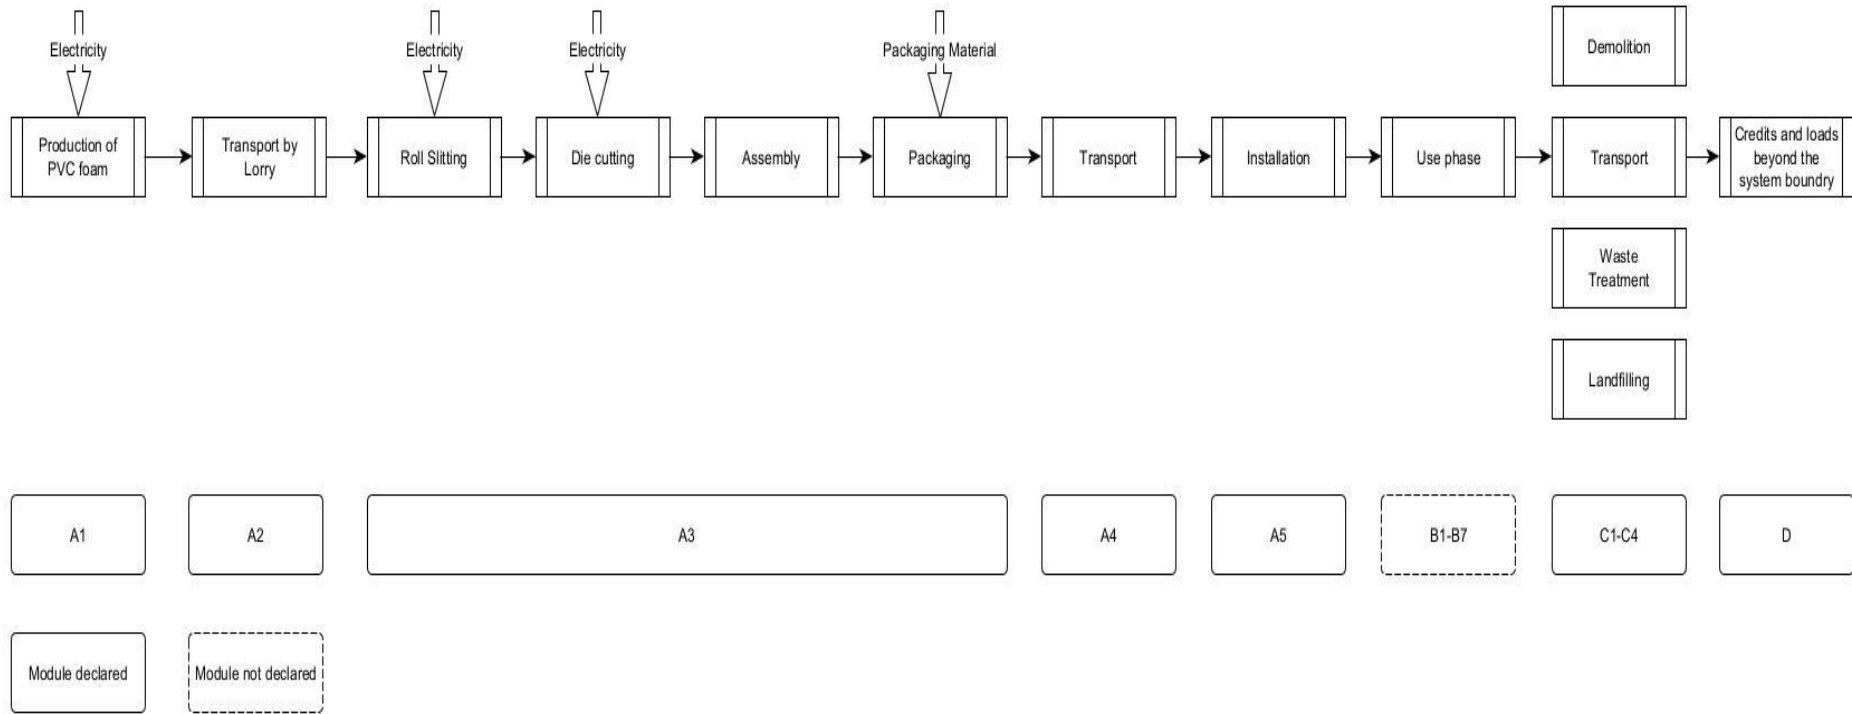 Electricity
Electricity
Electricity
Packaging Material
Demolition
Production of
PVC foam
Transport by
Lorry
Roll Slitting
Die cutting
Assembly
Packaging
Transport
Installation
Use phase
Transport
Credits and loads
beyond the
system boundry
Waste
Treatment
Landfilling
A1
A2
A3
A4
A5
B1-B7
C1-C4
D
Module declared
Module not declared